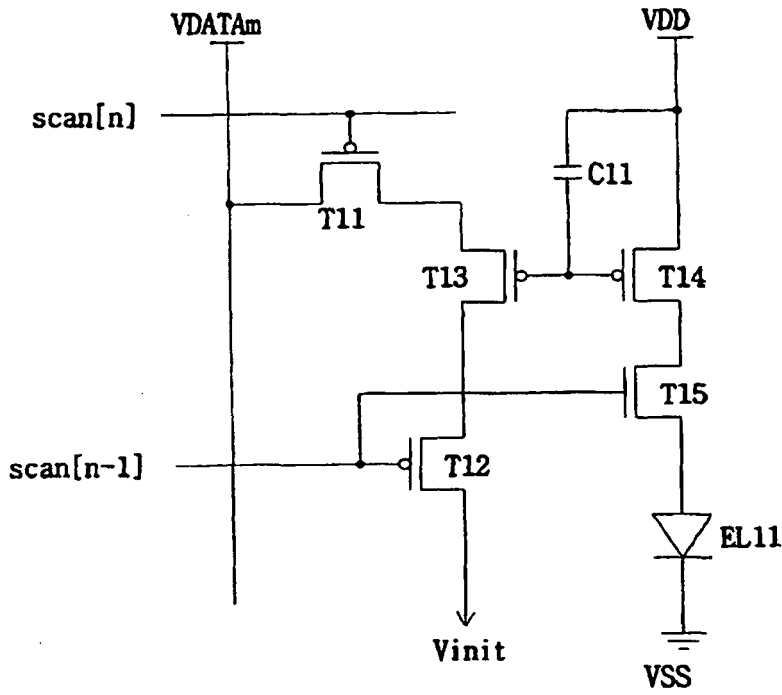 VDATAm
VDD
scan[n]
C11
T11
T13
T14
T15
scan[n-1]
T12
EL11
Vinit
VSS